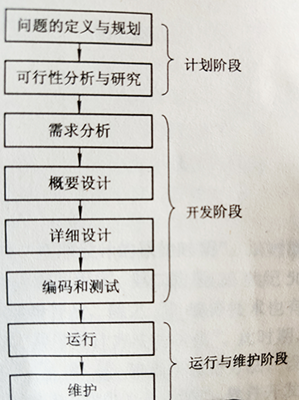 问题的定义与规划
可行性分析与研究
计划阶段
需求分析
概要设计
详细设计
编码和测试
开发阶段
运行
维护
运行与维护阶段